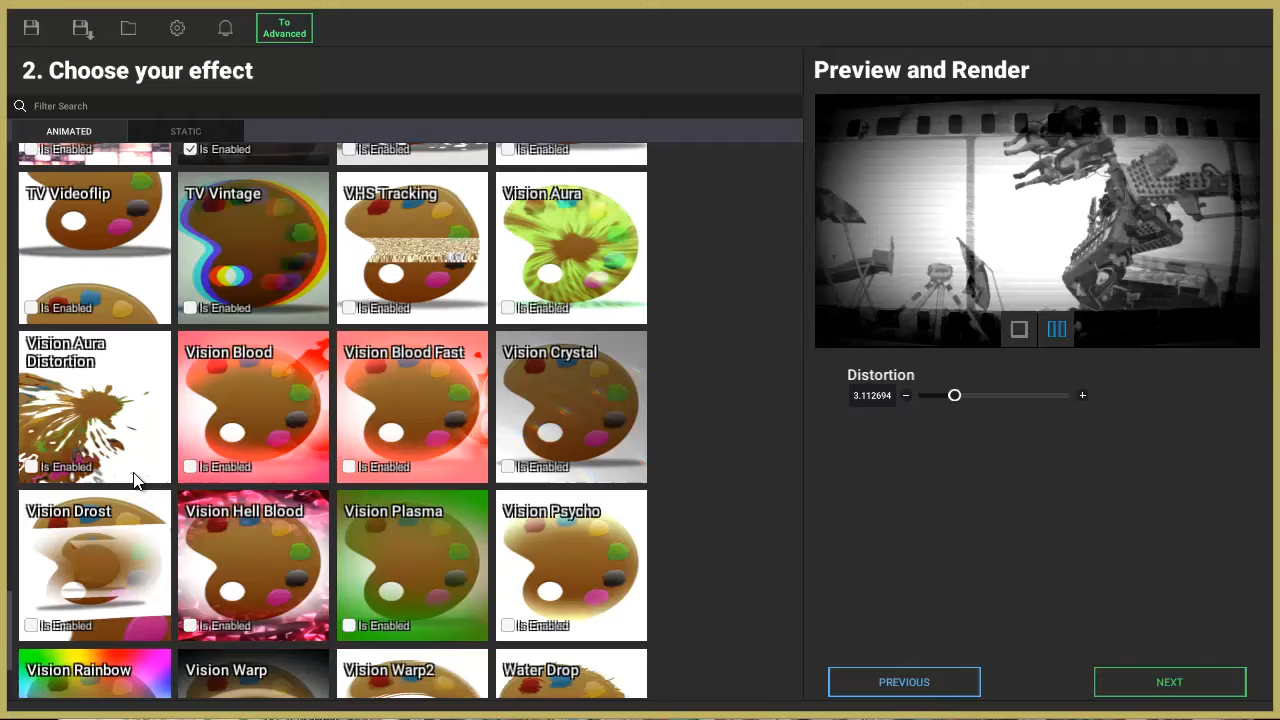 To
Advanced
2. Choose your effect
Preview and Render
Filter Search
ANIMATED
STATIC
Is Enabled
Is Enabled
Is Enabled
Is Enabled
TV Videoflip
TV Vintage
VHS Tracking
Vision Aura
Is Enabled
Is Enabled
Is Enabled
Is Enabled
Vision Aura
Distortion
Vision Blood
Vision Blood Fast
Vision Crystal
Is Enabled
Is Enabled
Is Enabled
Is Enabled
Distortion
3.112694
Vision Drost
Vision Hell Blood
Vision Plasma
Vision Psycho
Is Enabled
Is Enabled
Is Enabled
Is Enabled
Vision Rainbow
Vision Warp
Vision Warp2
Water Drop
PREVIOUS
NEXT